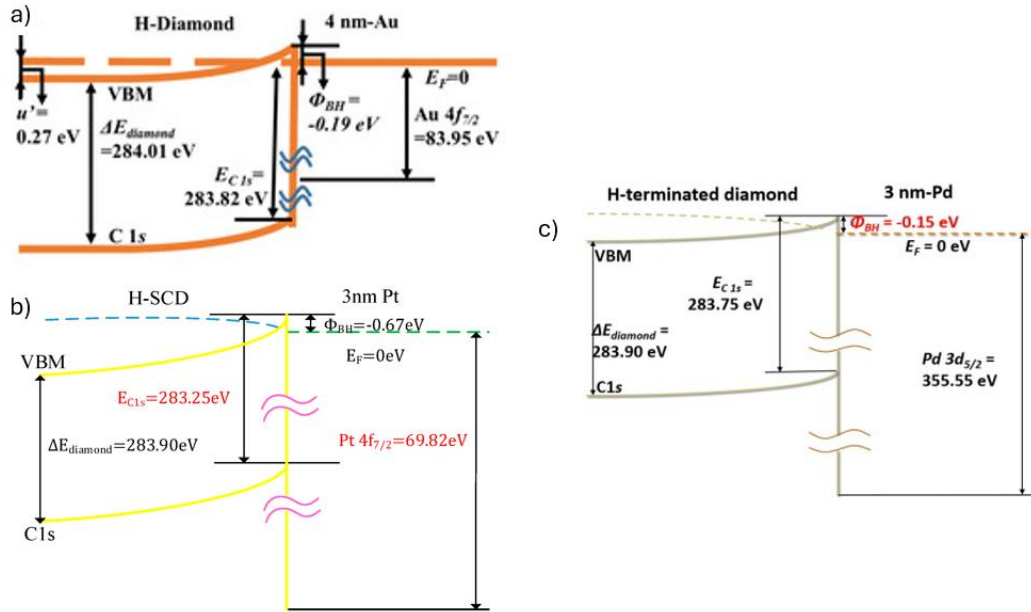 a)
H-Diamond
4 nm-Au
VBM
u'=
0.27 eV
ΔE_diamond
=284.01 eV
E_C 1s=
283.82 eV
C 1s
Φ_BH =
-0.19 eV
E_F=0
Au 4f_7/2
=83.95 eV
b)
H-SCD
3nm Pt
Φ_BH=-0.67eV
E_F=0eV
VBM
E_C1s=283.25eV
ΔE_diamond=283.90eV
Pt 4f_7/2=69.82eV
C1s
c)
H-terminated diamond
3 nm-Pd
Φ_BH = -0.15 eV
E_F = 0 eV
VBM
E_C 1s =
283.75 eV
ΔE_diamond =
283.90 eV
C1s
Pd 3d_5/2 =
355.55 eV